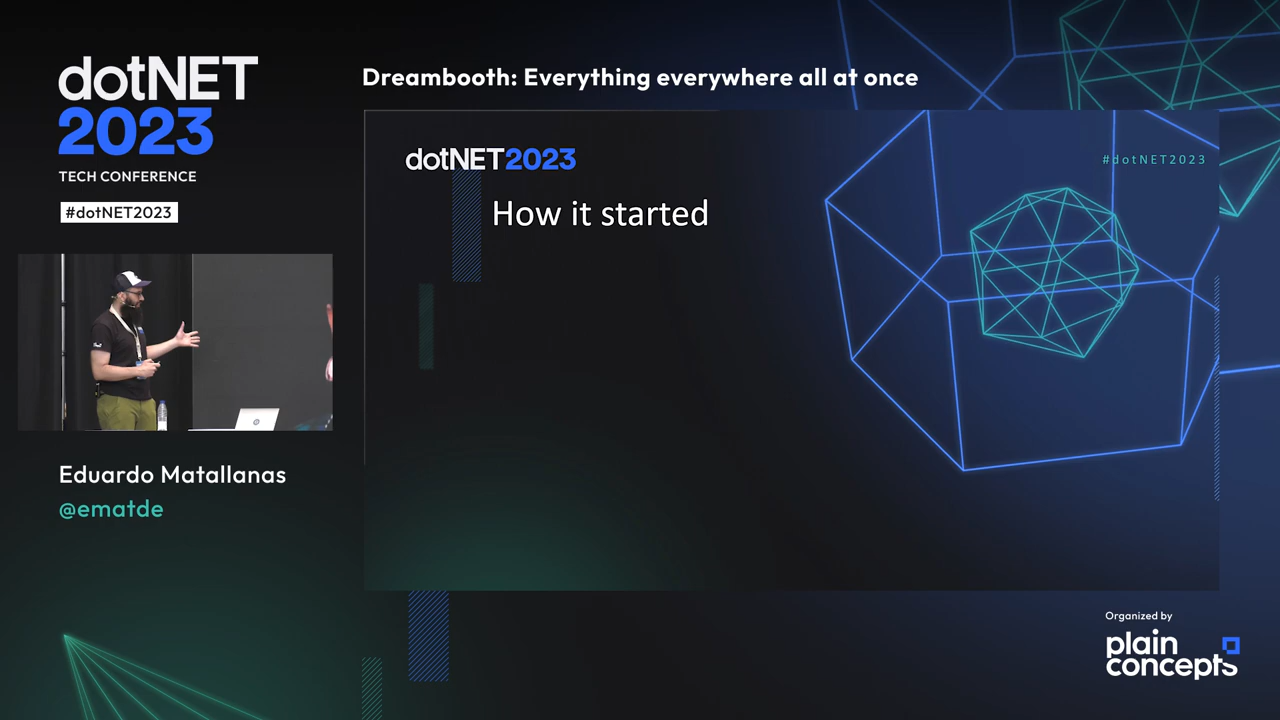 dotNET
2023
TECH CONFERENCE
#dotNET2023
Dreambooth: Everything everywhere all at once
dotNET2023
#dotNET2023
How it started
Eduardo Matallanas
@ematde
Organized by
plain
concepts